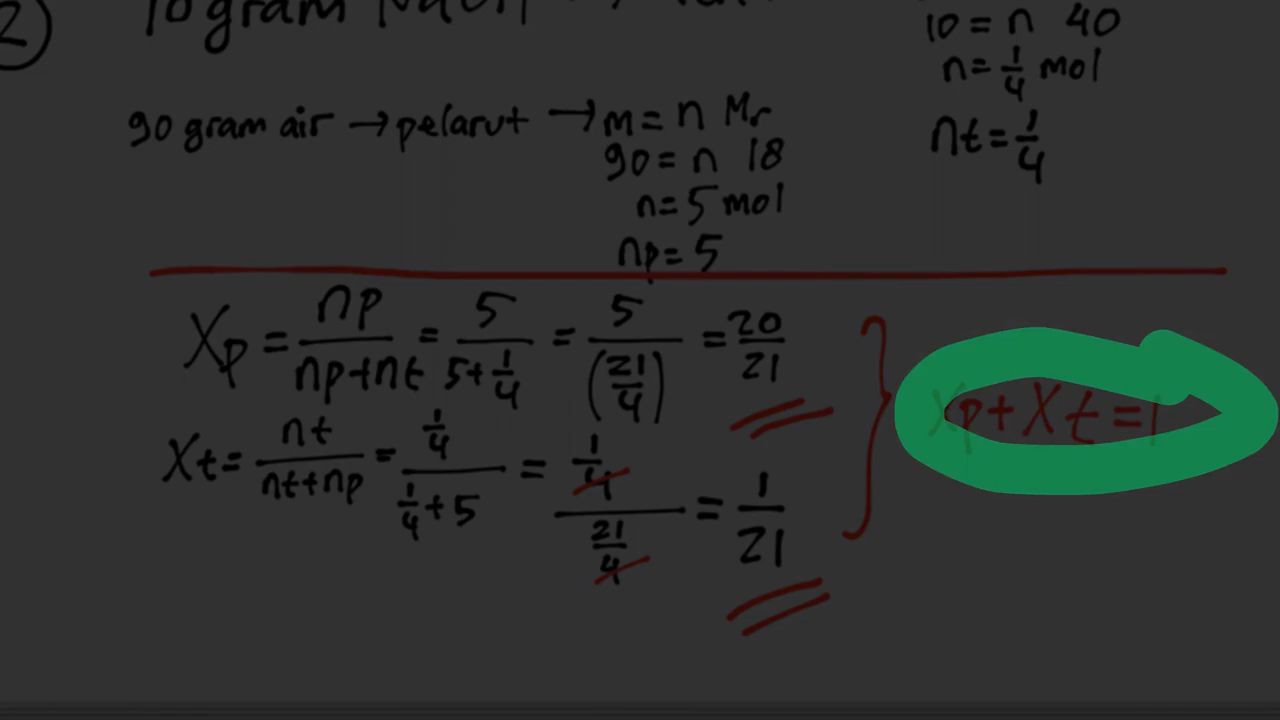 2 10 gram NaOH
10 = n 40
n = 1/4 mol
nt = 1/4
90 gram air → pelarut → m = n Mr
90 = n 18
n = 5 mol
np = 5
Xp = np/(np+nt) = 5/(5+1/4) = 5/(21/4) = 20/21
Xt = nt/(nt+np) = (1/4)/(1/4+5) = (1/4)/(21/4) = 1/21
Xp + Xt = 1